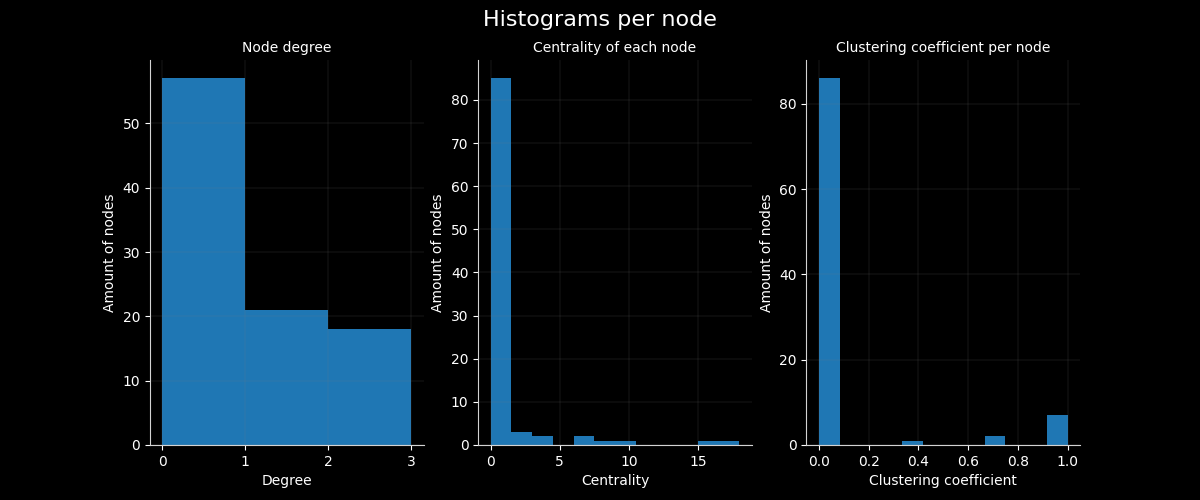 Histograms per node
Node degree
Amount of nodes
50
40
30
20
10
0
0 1 2 3
Degree
Centrality of each node
Amount of nodes
80
70
60
50
40
30
20
10
0
0 5 10 15
Centrality
Clustering coefficient per node
Amount of nodes
80
60
40
20
0
0.0 0.2 0.4 0.6 0.8 1.0
Clustering coefficient